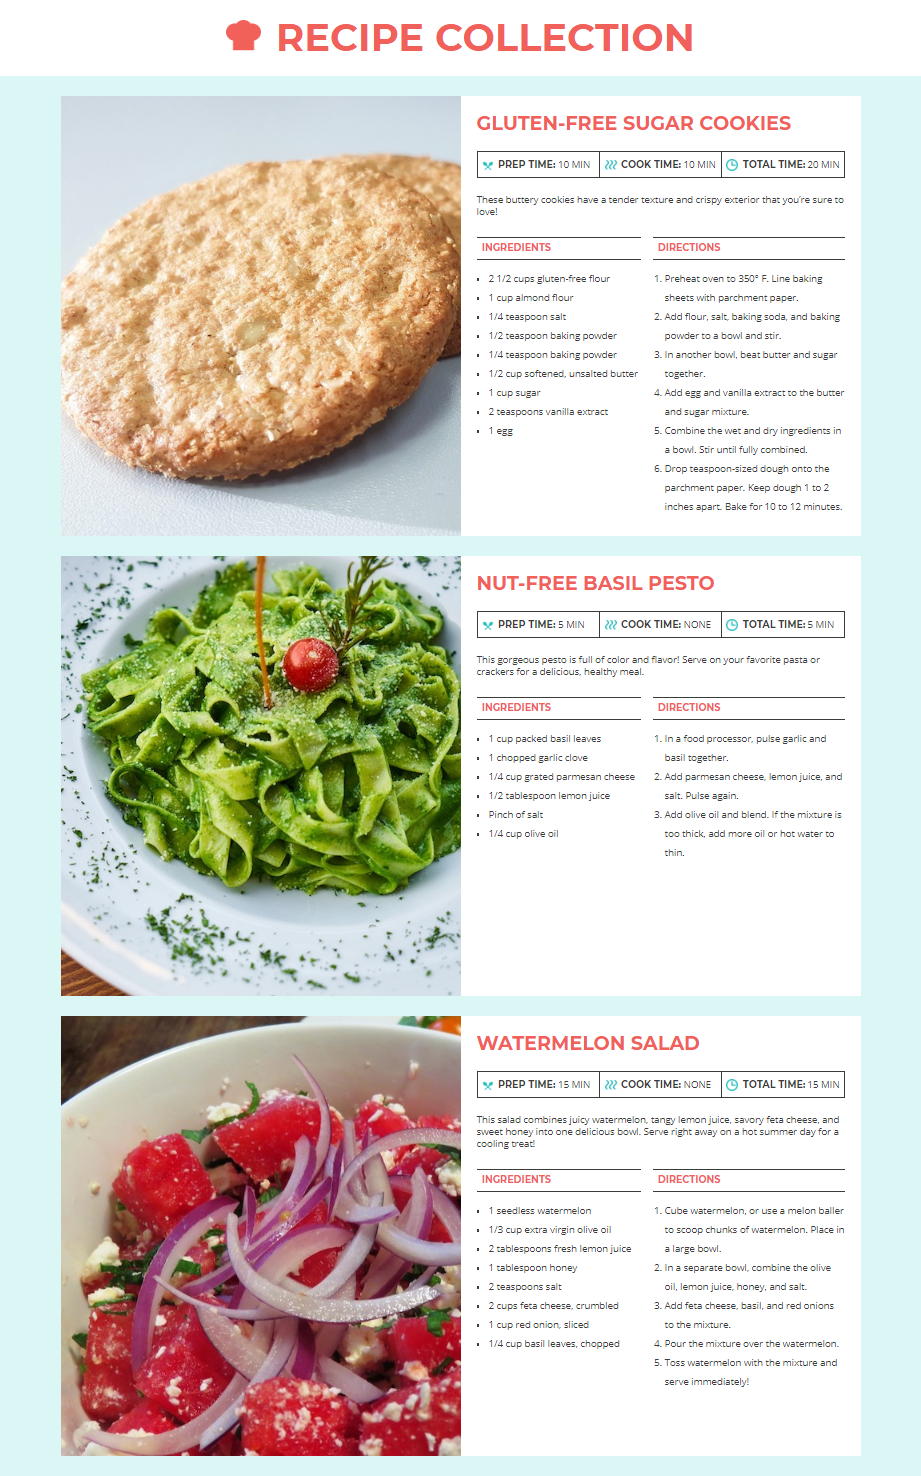 RECIPE COLLECTION
GLUTEN-FREE SUGAR COOKIES
PREP TIME: 10 MIN COOK TIME: 10 MIN TOTAL TIME: 20 MIN
These buttery cookies have a tender texture and crispy exterior that you're sure to
love!
INGREDIENTS
2 1/2 cups gluten-free flour
1 cup almond flour
1/4 teaspoon salt
1/2 teaspoon baking powder
1/4 teaspoon baking powder
1/2 cup softened, unsalted butter
1 cup sugar
2 teaspoons vanilla extract
1 egg
DIRECTIONS
1. Preheat oven to 350° F. Line baking
sheets with parchment paper.
2. Add flour, salt, baking soda, and baking
powder to a bowl and stir.
3. In another bowl, beat butter and sugar
together.
4. Add egg and vanilla extract to the butter
and sugar mixture.
5. Combine the wet and dry ingredients in
a bowl. Stir until fully combined.
6. Drop teaspoon-sized dough onto the
parchment paper. Keep dough 1 to 2
inches apart. Bake for 10 to 12 minutes.
NUT-FREE BASIL PESTO
PREP TIME: 5 MIN COOK TIME: NONE TOTAL TIME: 5 MIN
This gorgeous pesto is full of color and flavor! Serve on your favorite pasta or
crackers for a delicious, healthy meal.
INGREDIENTS
1 cup packed basil leaves
1 chopped garlic clove
1/4 cup grated parmesan cheese
1/2 tablespoon lemon juice
Pinch of salt
1/4 cup olive oil
DIRECTIONS
1. In a food processor, pulse garlic and
basil together.
2. Add parmesan cheese, lemon juice, and
salt. Pulse again.
3. Add olive oil and blend. If the mixture is
too thick, add more oil or hot water to
thin.
WATERMELON SALAD
PREP TIME: 15 MIN COOK TIME: NONE TOTAL TIME: 15 MIN
This salad combines juicy watermelon, tangy lemon juice, savory feta cheese, and
sweet honey into one delicious bowl. Serve right away on a hot summer day for a
cooling treat!
INGREDIENTS
1 seedless watermelon
1/3 cup extra virgin olive oil
2 tablespoons fresh lemon juice
1 tablespoon honey
2 teaspoons salt
2 cups feta cheese, crumbled
1 cup red onion, sliced
1/4 cup basil leaves, chopped
DIRECTIONS
1. Cube watermelon, or use a melon baller
to scoop chunks of watermelon. Place in
a large bowl.
2. In a separate bowl, combine the olive
oil, lemon juice, honey, and salt.
3. Add feta cheese, basil, and red onions
to the mixture.
4. Pour the mixture over the watermelon.
5. Toss watermelon with the mixture and
serve immediately!